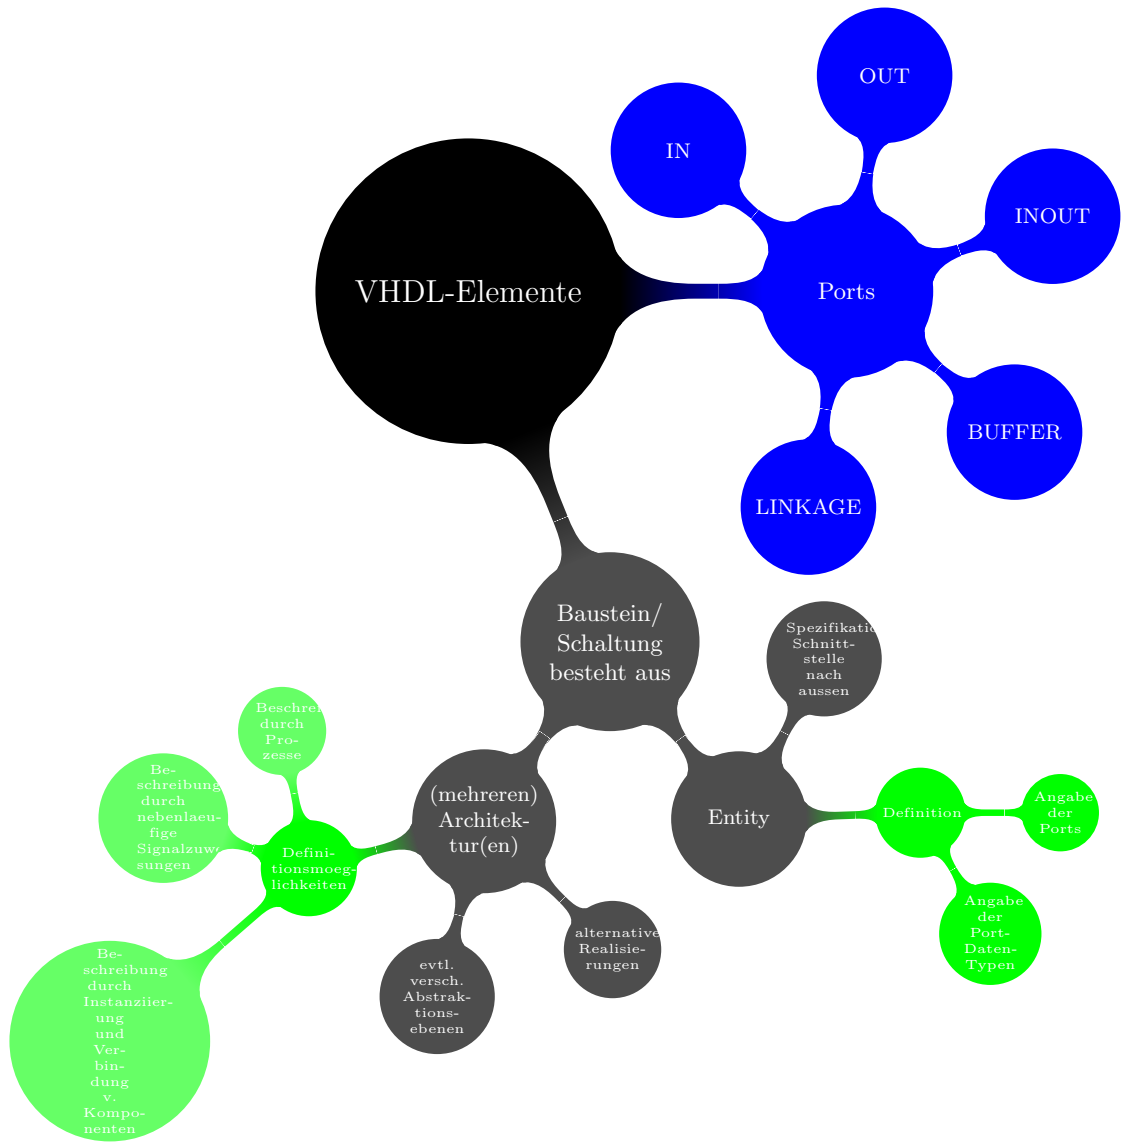 OUT
IN
INOUT
VHDL-Elemente
Ports
BUFFER
LINKAGE
Baustein/
Schaltung
besteht aus
Spezifikatio
Schnitt-
stelle
nach
aussen
Beschrei
durch
Pro-
zesse
Be-
schreibung
durch
nebenlaeu-
fige
Signalzuwe
sungen
(mehreren)
Architek-
tur(en)
Entity
Definition
Angabe
der
Ports
Defini-
tionsmoeg-
lichkeiten
Angabe
der
Port-
Daten-
Typen
alternative
Realisie-
rungen
evtl.
versch.
Abstrak-
tions-
ebenen
Be-
schreibung
durch
Instanziier-
ung
und
Ver-
bin-
dung
v.
Kompo-
nenten